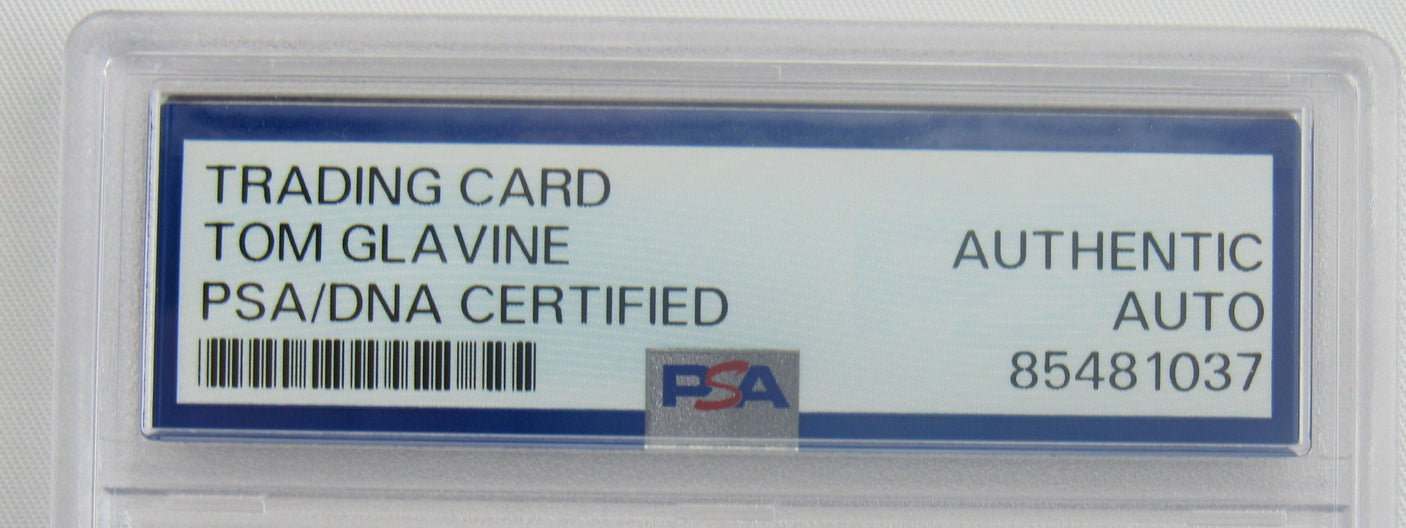 TRADING CARD
TOM GLAVINE
PSA/DNA CERTIFIED
AUTHENTIC
AUTO
85481037
PSA